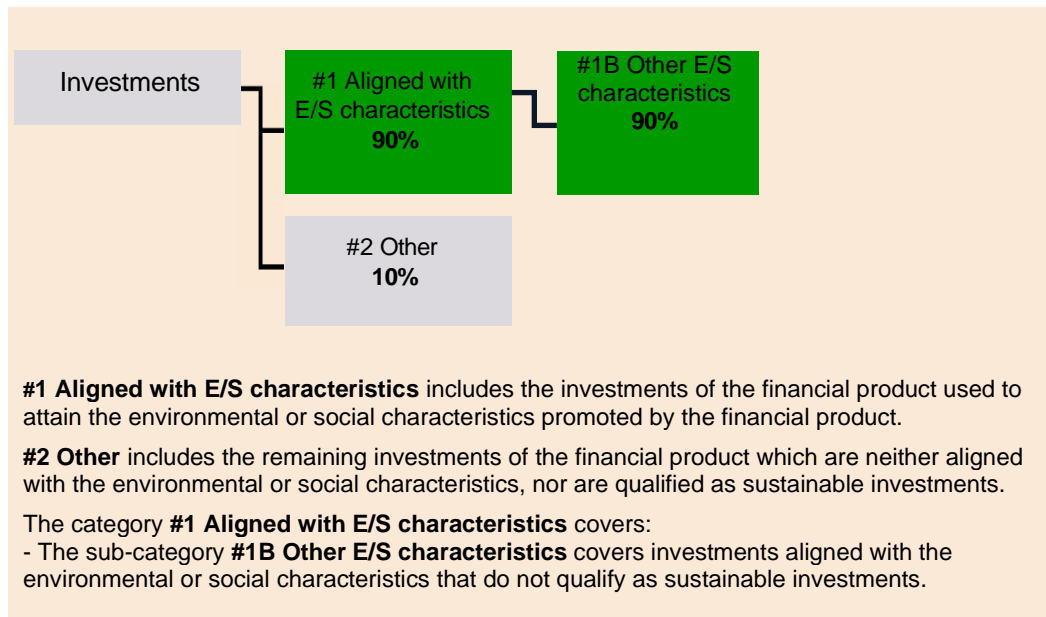 Investments
#1 Aligned with
E/S characteristics
90%
#1B Other E/S
characteristics
90%
#2 Other
10%
#1 Aligned with E/S characteristics includes the investments of the financial product used to
attain the environmental or social characteristics promoted by the financial product.
#2 Other includes the remaining investments of the financial product which are neither aligned
with the environmental or social characteristics, nor are qualified as sustainable investments.
The category #1 Aligned with E/S characteristics covers:
- The sub-category #1B Other E/S characteristics covers investments aligned with the
environmental or social characteristics that do not qualify as sustainable investments.